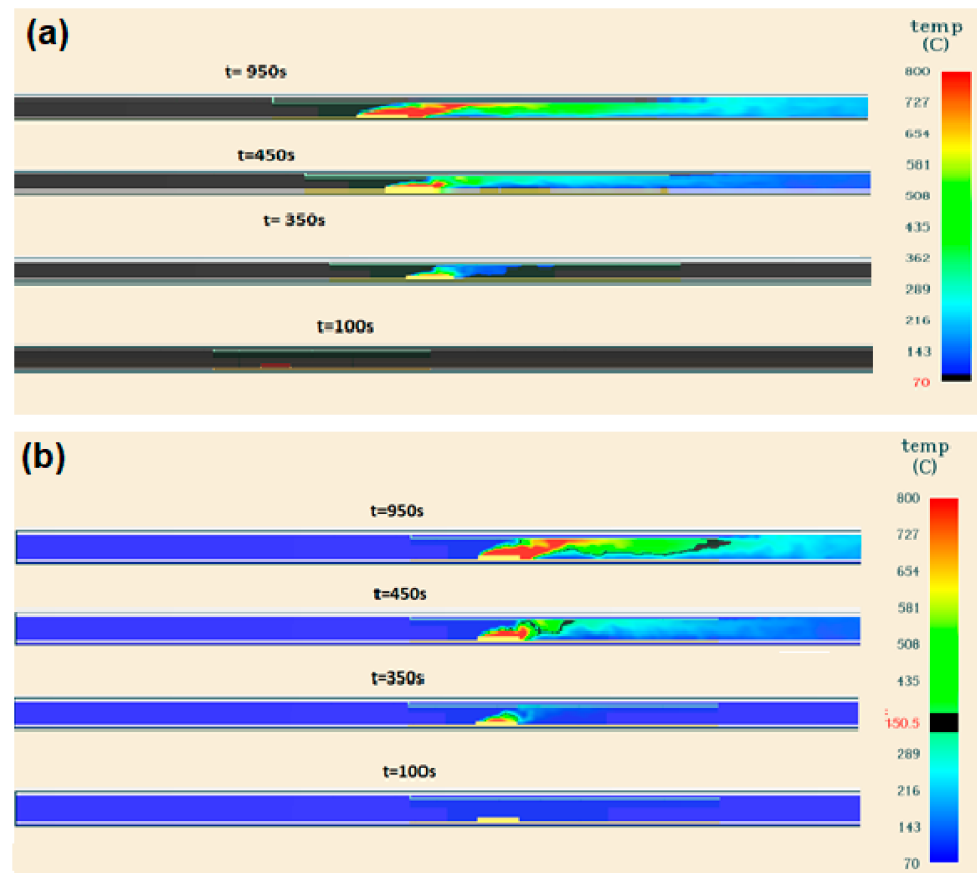 (a)
temp
(C)
t= 950s
t=450s
t= 350s
t=100s
800
727
654
581
508
435
362
289
216
143
70
(b)
temp
(C)
t=950s
t=450s
t=350s
t=100s
800
727
654
581
508
435
150.5
289
216
143
70